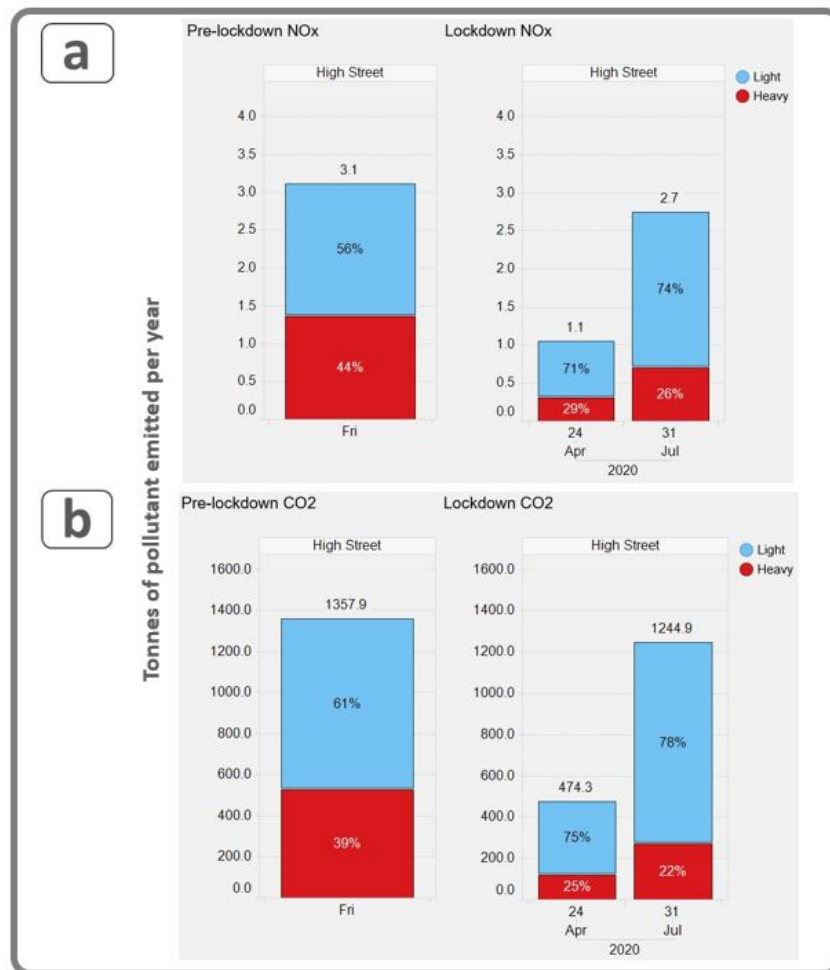 a
Pre-lockdown NOx
High Street
4.0
3.5
3.0
2.5
2.0
1.5
1.0
0.5
0.0
3.1
56%
44%
Fri
Lockdown NOx
High Street
Light
Heavy
4.0
3.5
3.0
2.5
2.0
1.5
1.0
0.5
0.0
1.1
71%
29%
2.7
74%
26%
24
31
Apr
Jul
2020
Tonnes of pollutant emitted per year
b
Pre-lockdown CO2
High Street
1600.0
1400.0
1200.0
1000.0
800.0
600.0
400.0
200.0
0.0
1357.9
61%
39%
Fri
Lockdown CO2
High Street
Light
Heavy
1600.0
1400.0
1200.0
1000.0
800.0
600.0
400.0
200.0
0.0
474.3
75%
25%
1244.9
78%
22%
24
31
Apr
Jul
2020